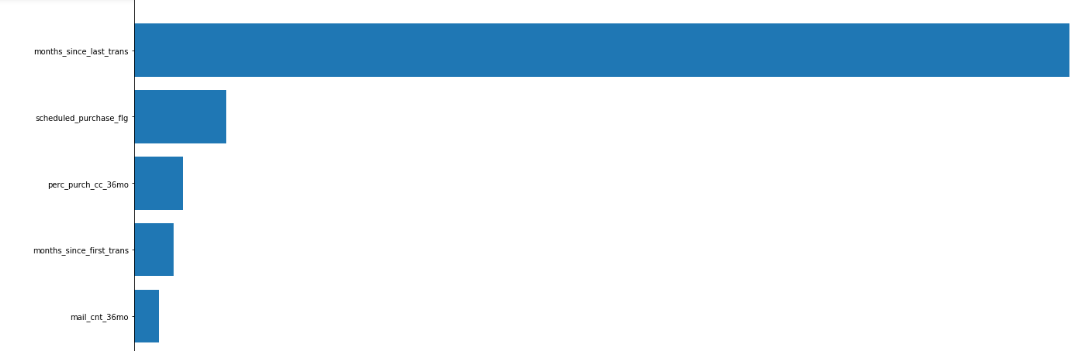 months_since_last_trans
scheduled_purchase_flg
perc_purch_cc_36mo
months_since_first_trans
mail_cnt_36mo